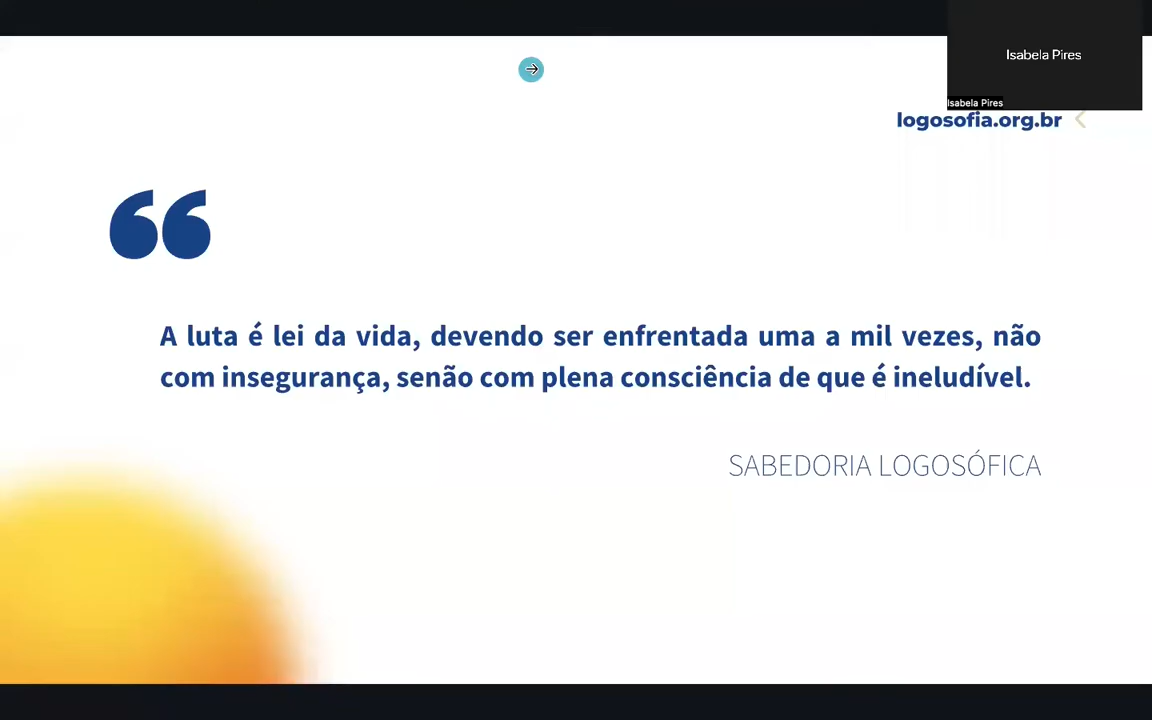 Isabela Pires
Isabela Pires
logosofia.org.br
“
A luta é lei da vida, devendo ser enfrentada uma a mil vezes, não
com insegurança, senão com plena consciência de que é ineludível.
SABEDORIA LOGOSÓFICA